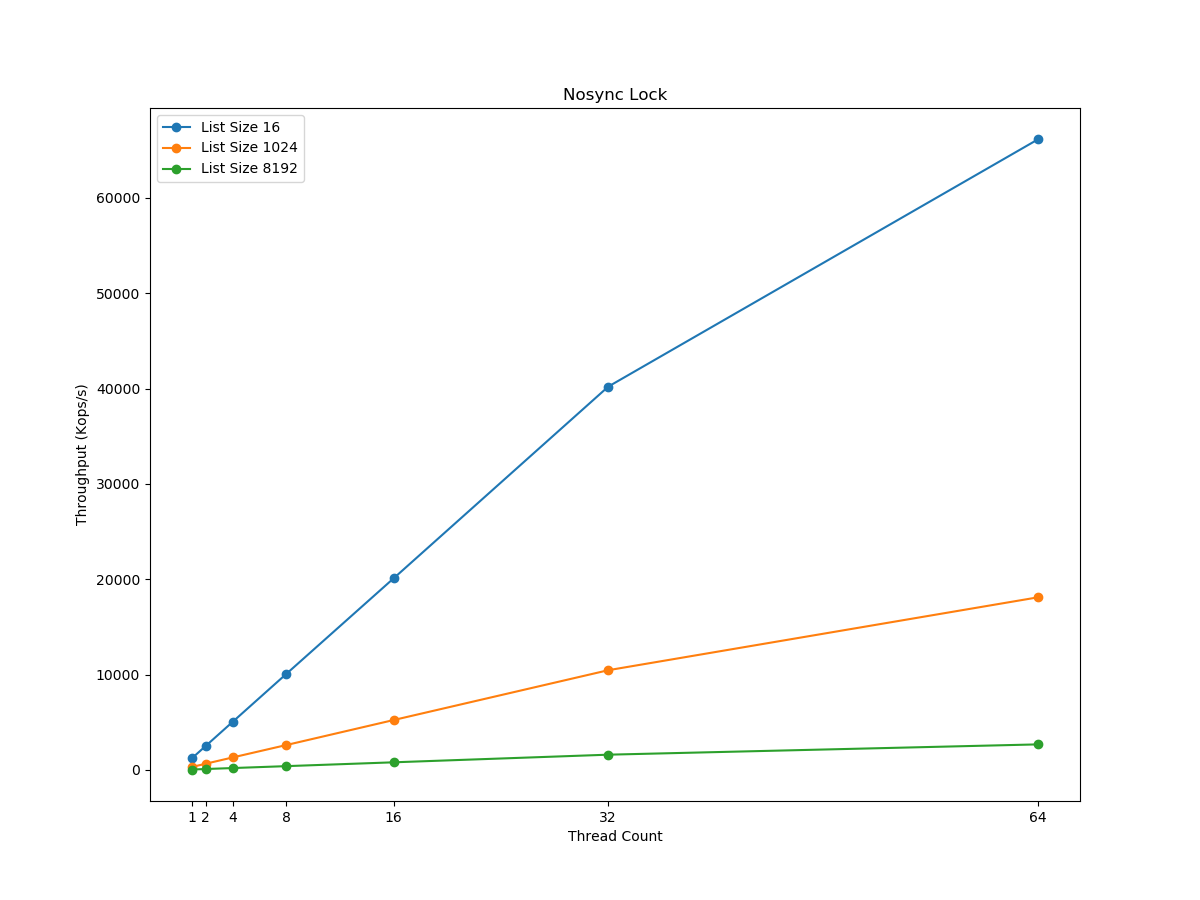 Nosync Lock
List Size 16
List Size 1024
List Size 8192
60000
50000
40000
30000
20000
10000
0
Throughput (Kops/s)
1 2 4 8 16 32 64
Thread Count